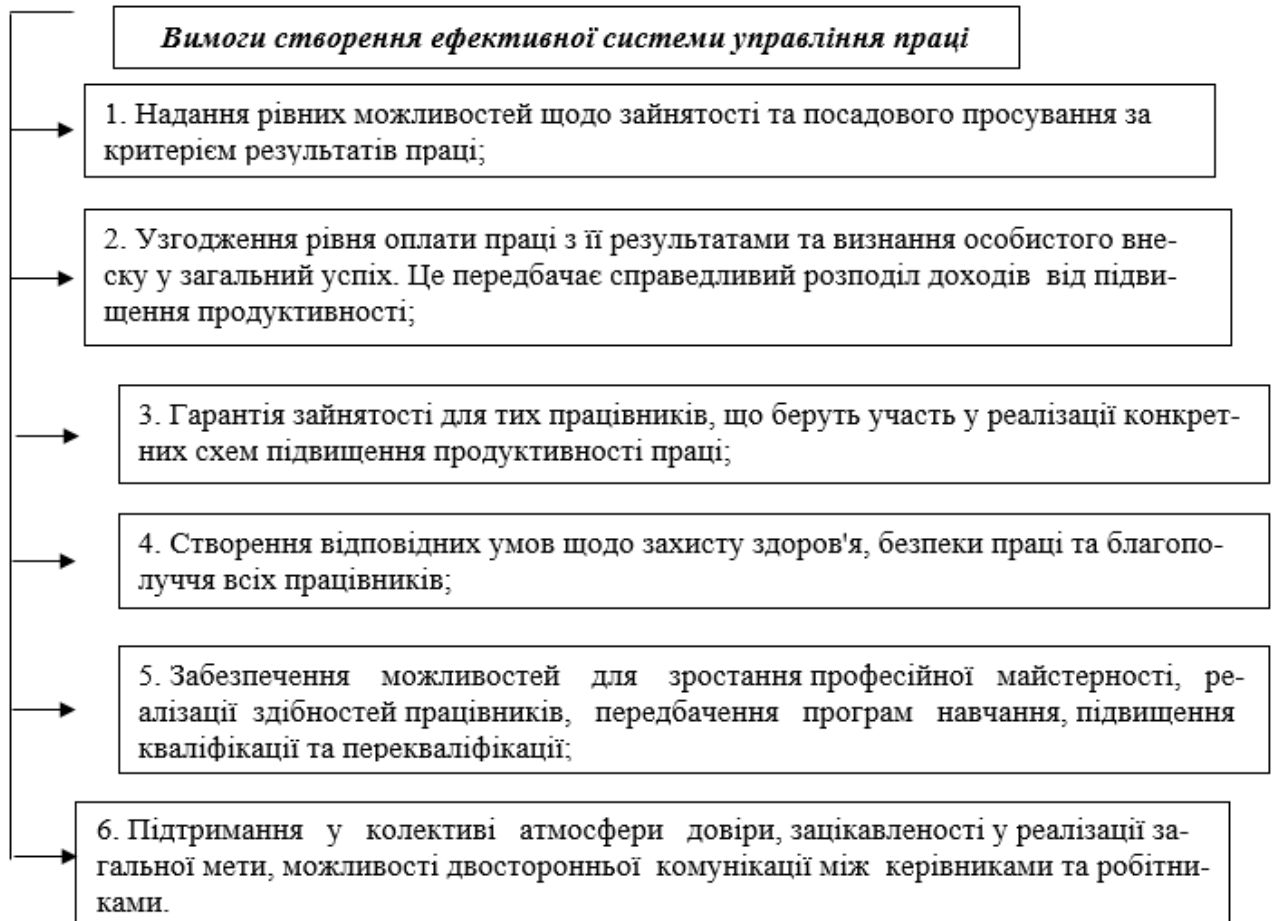 Вимоги створення ефективної системи управління праці
1. Надання рівних можливостей щодо зайнятості та посадового просування за
критерієм результатів праці;
2. Узгодження рівня оплати праці з її результатами та визнання особистого вне-
ску у загальний успіх. Це передбачає справедливий розподіл доходів від підви-
щення продуктивності;
3. Гарантія зайнятості для тих працівників, що беруть участь у реалізації конкрет-
них схем підвищення продуктивності праці;
4. Створення відповідних умов щодо захисту здоров'я, безпеки праці та благопо-
луччя всіх працівників;
5. Забезпечення можливостей для зростання професійної майстерності, ре-
алізації здібностей працівників, передбачення програм навчання, підвищення
кваліфікації та перекваліфікації;
6. Підтримання у колективі атмосфери довіри, зацікавленості у реалізації за-
гальної мети, можливості двосторонньої комунікації між керівниками та робітни-
ками.